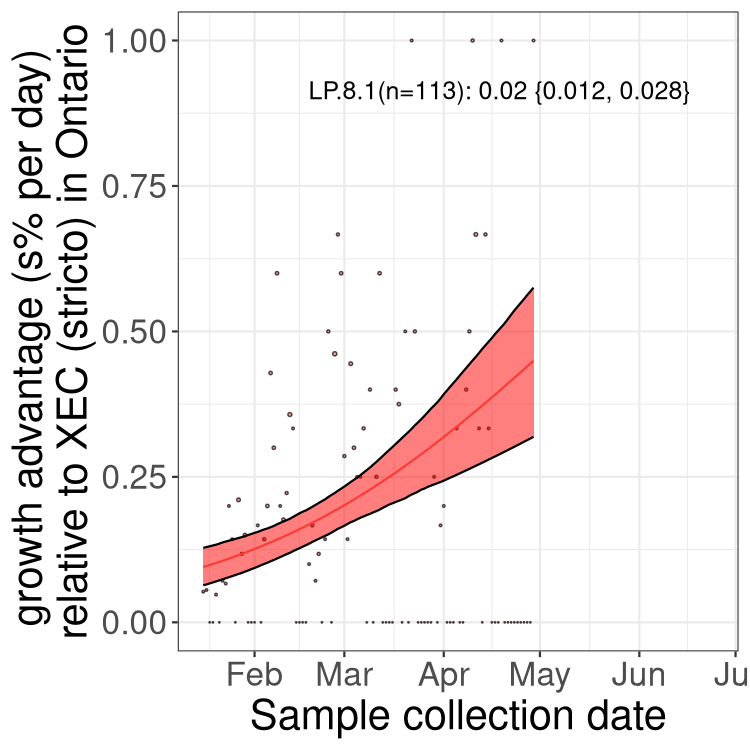 growth advantage (s% per day)
relative to XEC (stricto) in Ontario
1.00
LP.8.1(n=113): 0.02 {0.012, 0.028}
0.75
0.50
0.25
0.00
Feb Mar Apr May Jun Ju
Sample collection date